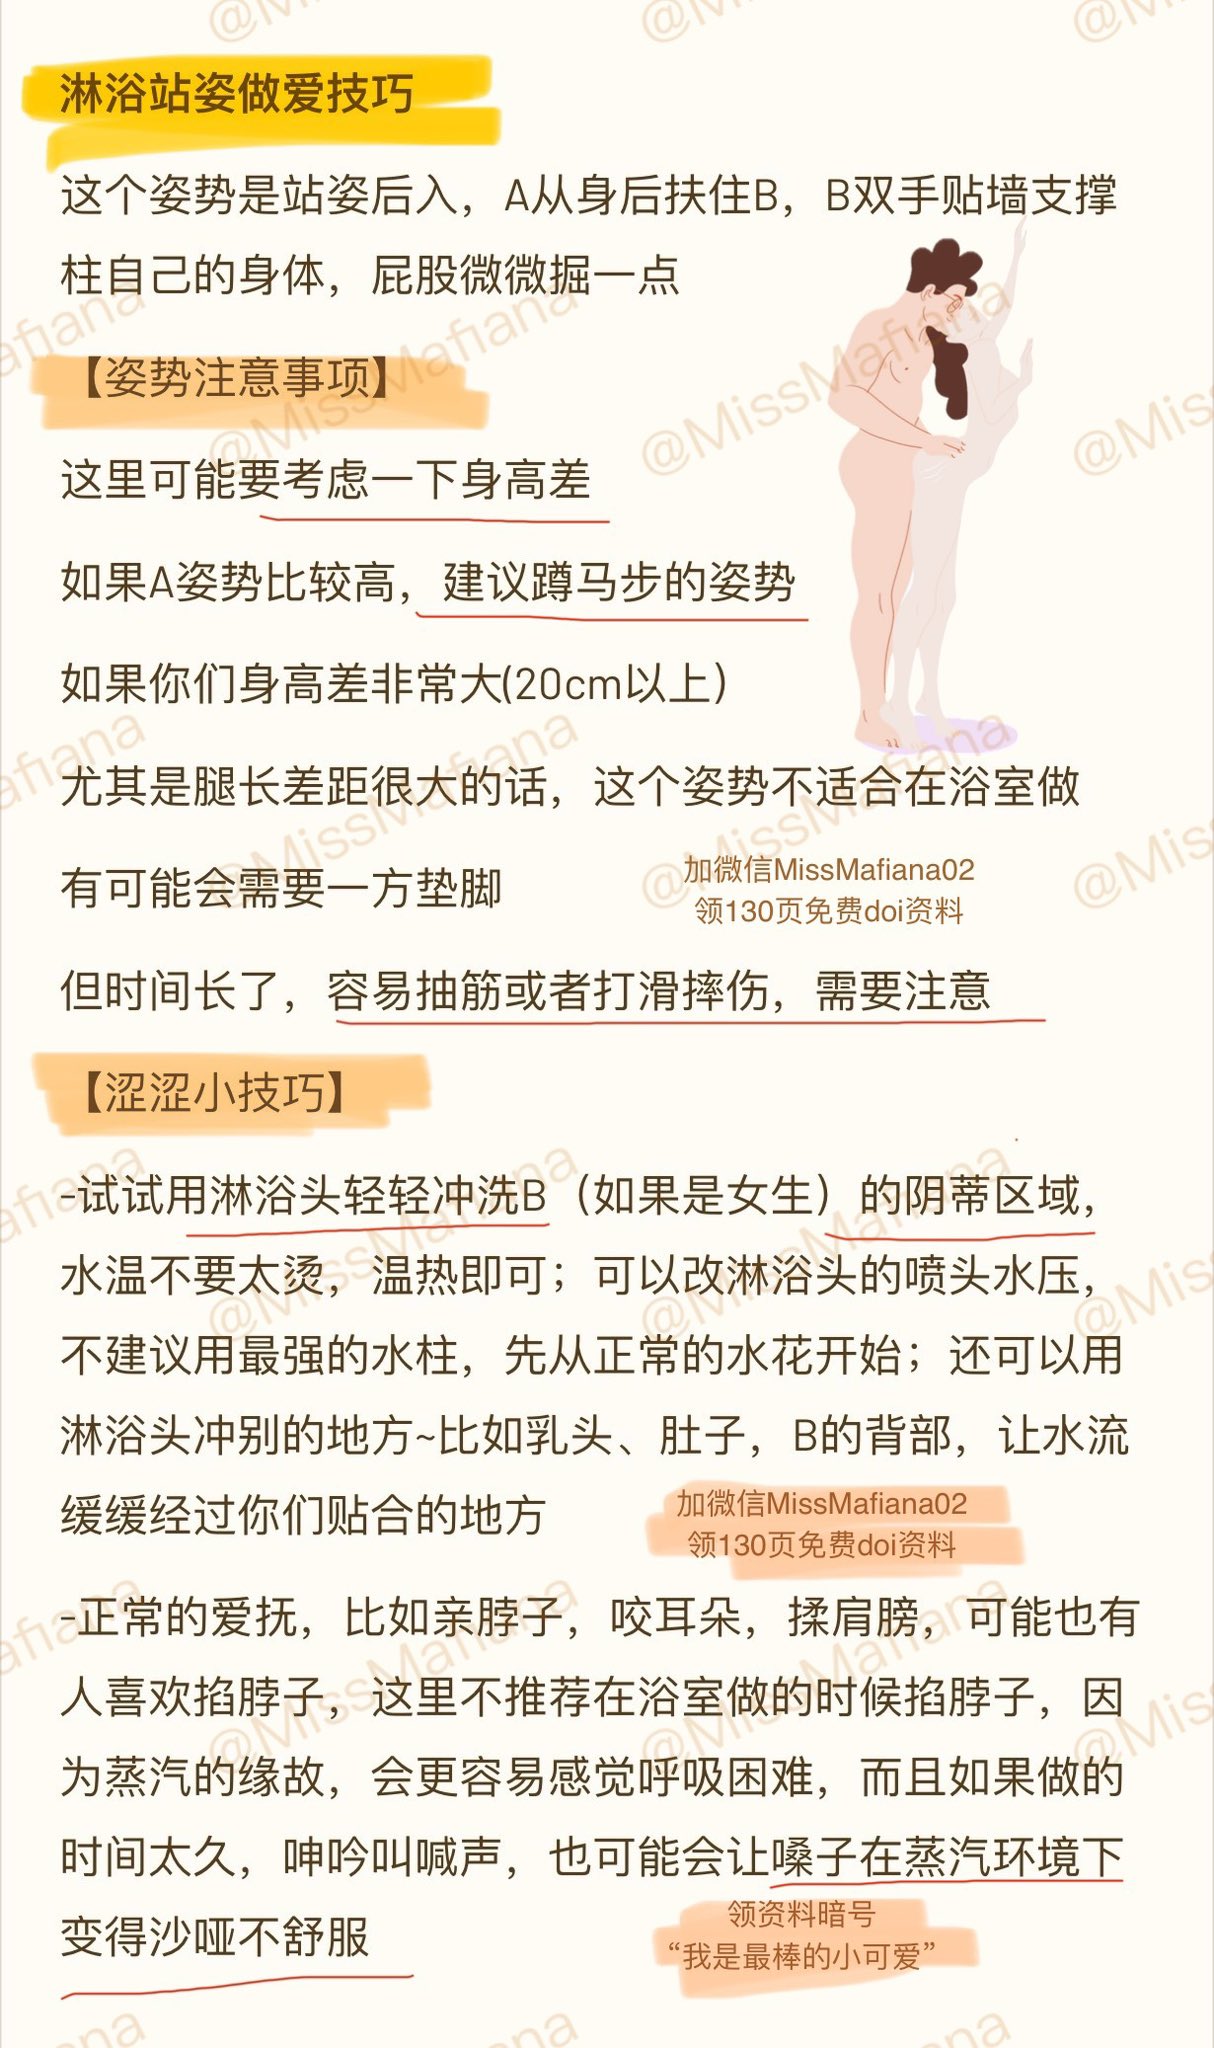 淋浴站姿做爱技巧
这个姿势是站姿后入，A从身后扶住B，B双手贴墙支撑
柱自己的身体，屁股微微掘一点
【姿势注意事项】
这里可能要考虑一下身高差
如果A姿势比较高，建议蹲马步的姿势
如果你们身高差非常大(20cm以上）
尤其是腿长差距很大的话，这个姿势不适合在浴室做
有可能会需要一方垫脚
加微信MissMafiana02
领130页免费doi资料
但时间长了，容易抽筋或者打滑摔伤，需要注意
【涩涩小技巧】
-试试用淋浴头轻轻冲洗B（如果是女生）的阴蒂区域，
水温不要太烫，温热即可；可以改淋浴头的喷头水压，
不建议用最强的水柱，先从正常的水花开始；还可以用
淋浴头冲别的地方~比如乳头、肚子，B的背部，让水流
缓缓经过你们贴合的地方
加微信MissMafiana02
领130页免费doi资料
-正常的爱抚，比如亲脖子，咬耳朵，揉肩膀，可能也有
人喜欢掐脖子，这里不推荐在浴室做的时候掐脖子，因
为蒸汽的缘故，会更容易感觉呼吸困难，而且如果做的
时间太久，呻吟叫喊声，也可能会让嗓子在蒸汽环境下
变得沙哑不舒服
领资料暗号
“我是最棒的小可爱”
@MissMafiana